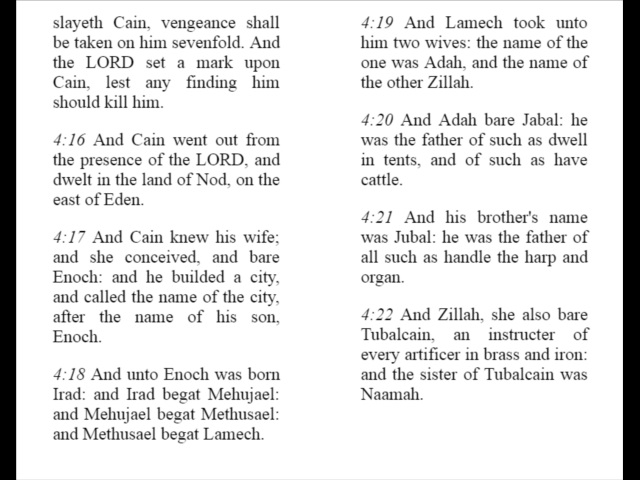 slayeth Cain, vengeance shall
be taken on him sevenfold. And
the LORD set a mark upon
Cain, lest any finding him
should kill him.
4:16 And Cain went out from
the presence of the LORD, and
dwelt in the land of Nod, on the
east of Eden.
4:17 And Cain knew his wife;
and she conceived, and bare
Enoch: and he builded a city,
and called the name of the city,
after the name of his son,
Enoch.
4:18 And unto Enoch was born
Irad: and Irad begat Mehujael:
and Mehujael begat Methusael:
and Methusael begat Lamech.
4:19 And Lamech took unto
him two wives: the name of the
one was Adah, and the name of
the other Zillah.
4:20 And Adah bare Jabal: he
was the father of such as dwell
in tents, and of such as have
cattle.
4:21 And his brother's name
was Jubal: he was the father of
all such as handle the harp and
organ.
4:22 And Zillah, she also bare
Tubalcain, an instructer of
every artificer in brass and iron:
and the sister of Tubalcain was
Naamah.